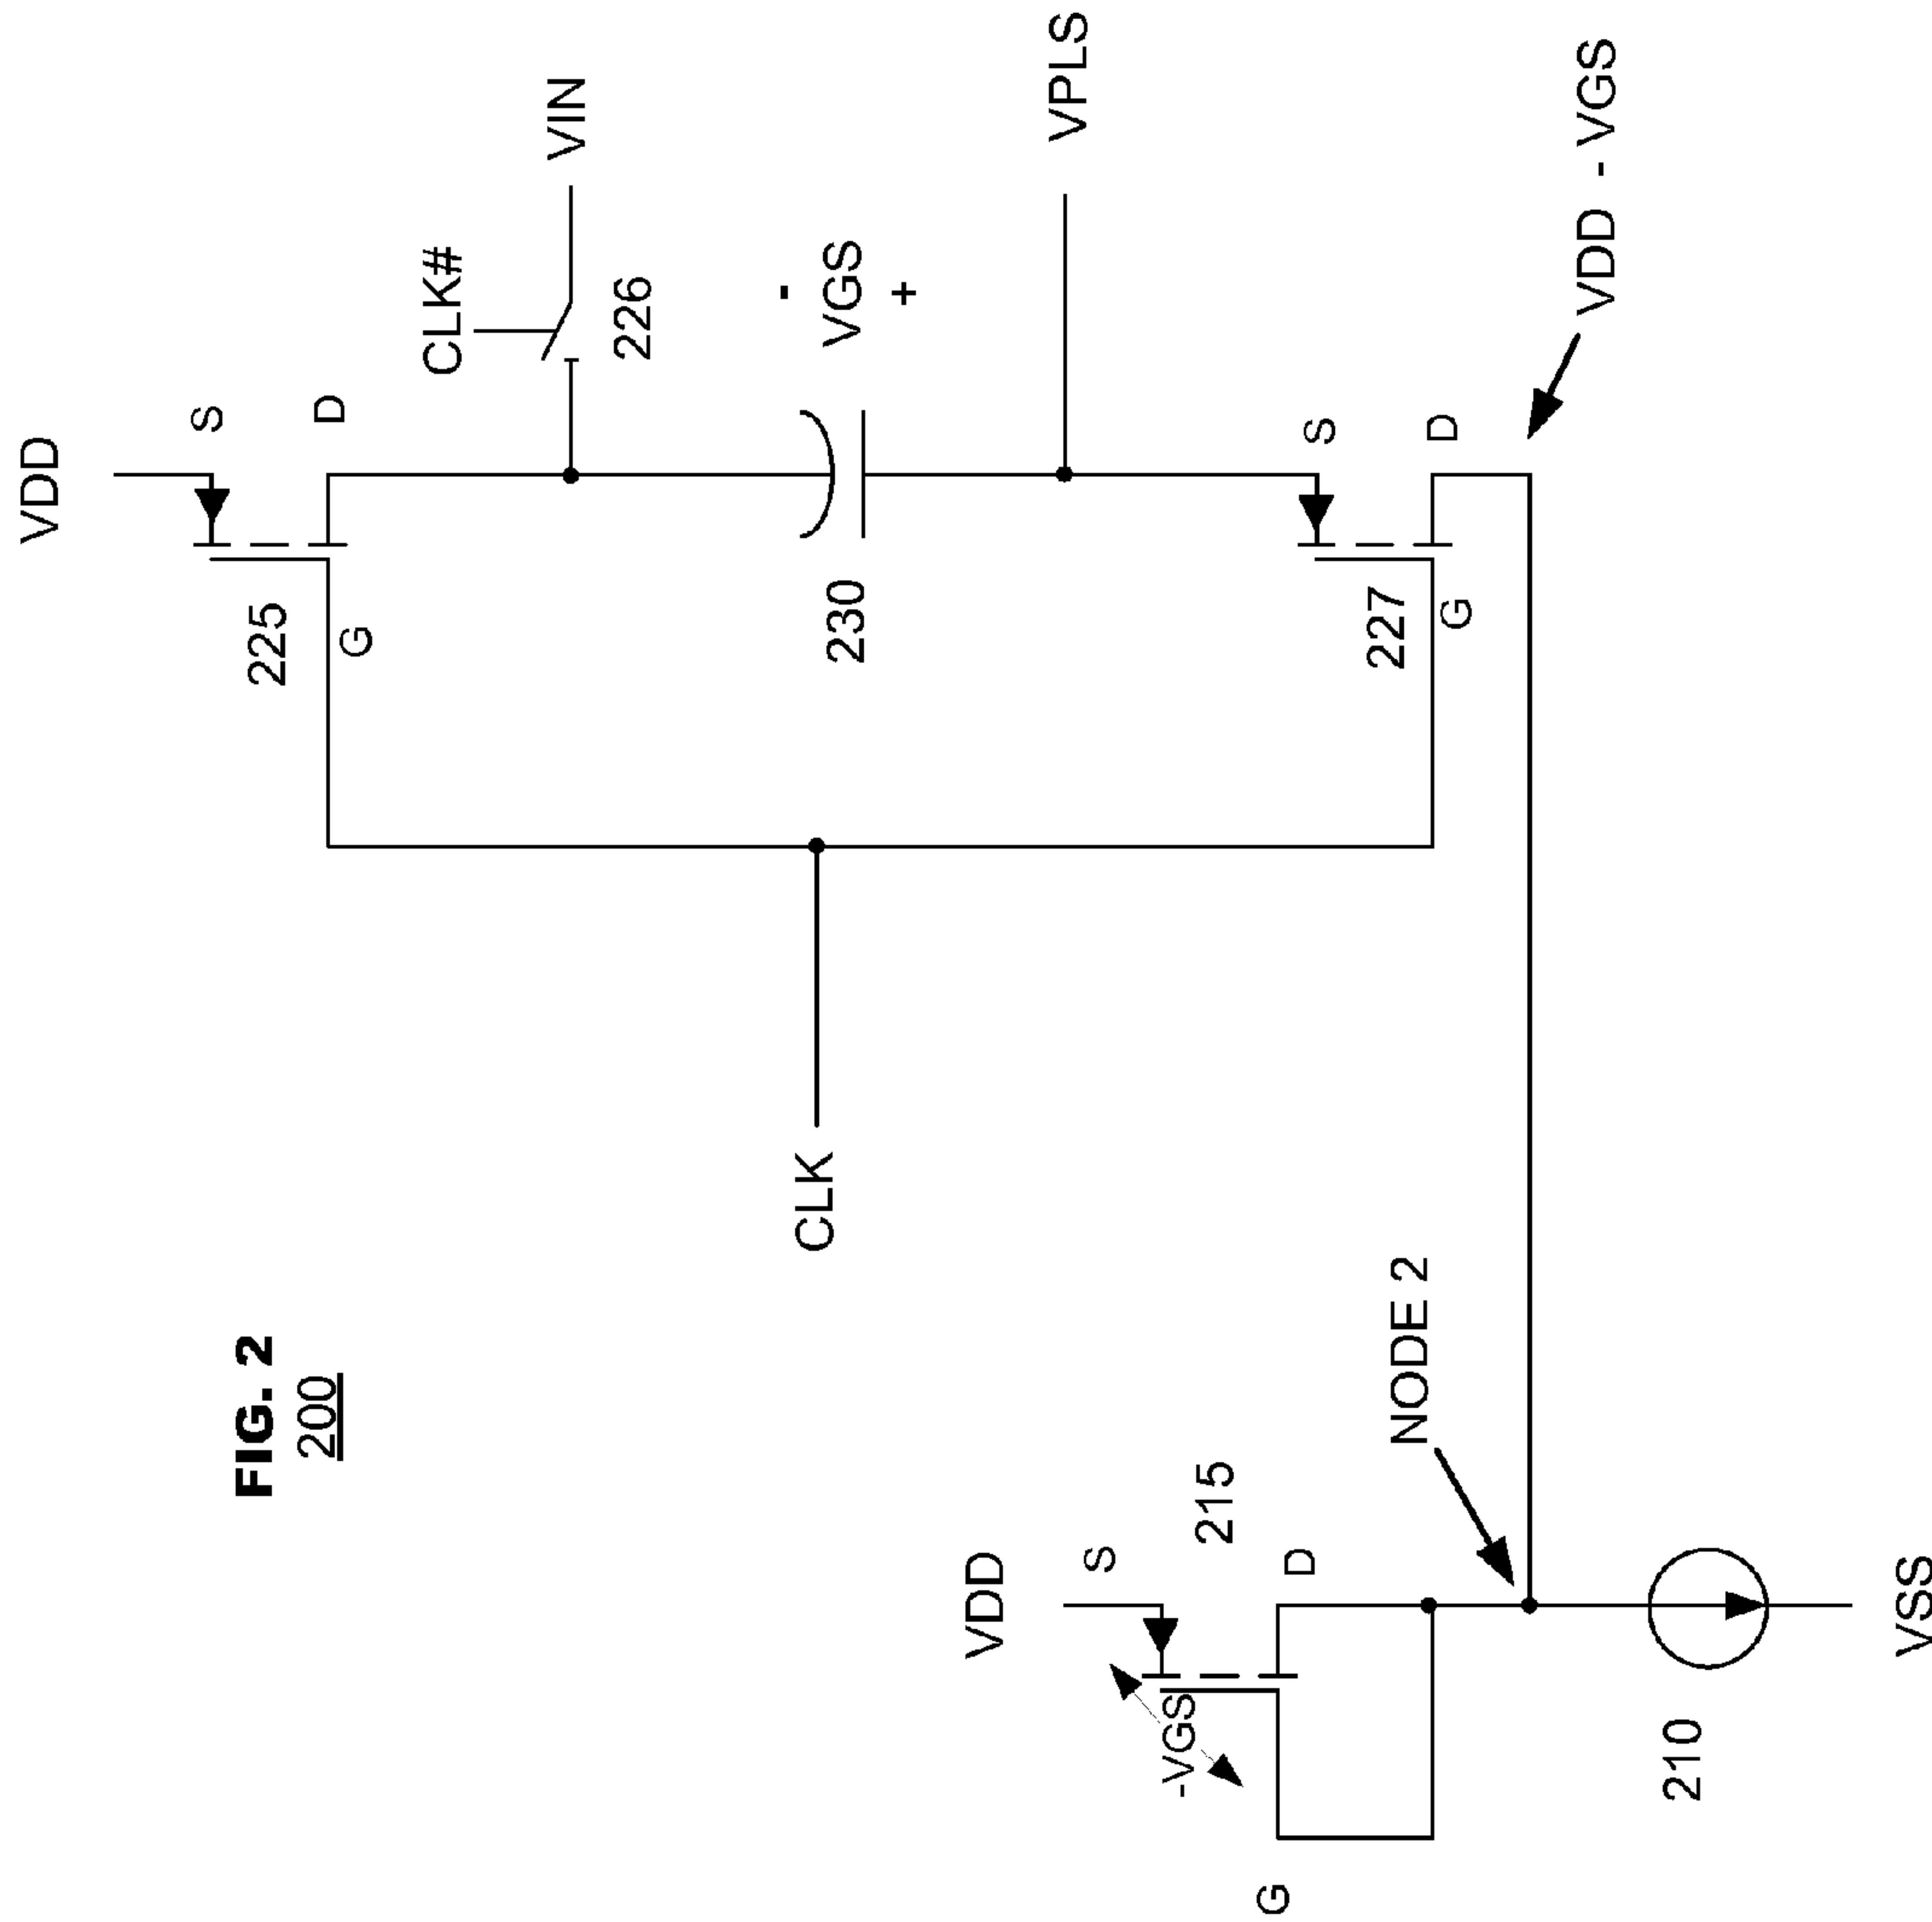 FIG. 2
200
VDD
S
225
G
D
CLK#
VIN
226
-
VGS
+
230
VPLS
CLK
S
227
G
D
VDD - VGS
NODE 2
VDD
S
215
-VGS
D
G
210
VSS